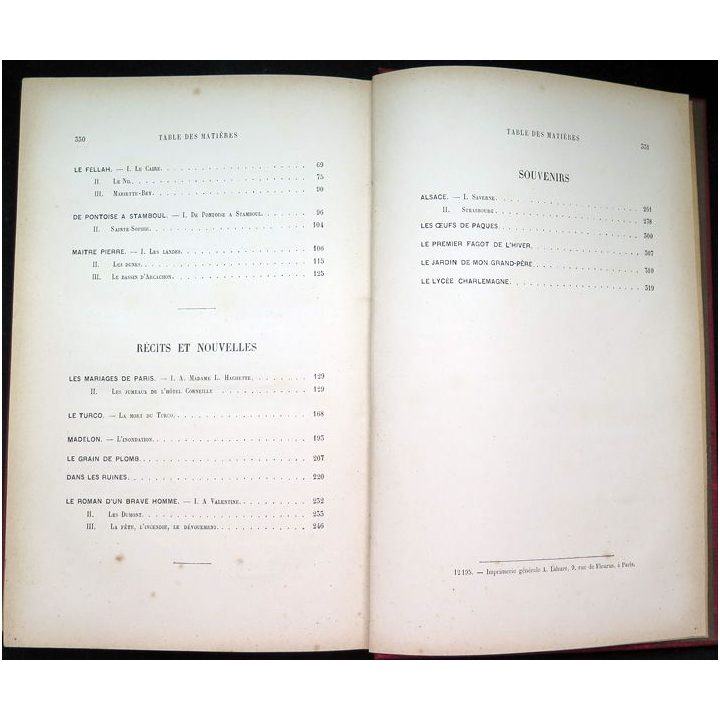 330 TABLE DES MATIÈRES
LE FELLAH. — I. Le Caire. 69
II. Le Nil. 75
III. Mariette-Bey. 90
DE PONTOISE A STAMBOUL. — I. De Pontoise a Stamboul. 96
II. Sainte-Sophie. 104
MAITRE PIERRE. — I. Les landes. 106
II. Les dunes. 115
III. Le bassin d'Arcachon. 125
RÉCITS ET NOUVELLES
LES MARIAGES DE PARIS. — I. A Madame L. Hachette. 129
II. Les jumeaux de l'hôtel Corneille 129
LE TURCO. — La mort du Turco. 168
MADELON. — L'inondation. 195
LE GRAIN DE PLOMB. 207
DANS LES RUINES. 220
LE ROMAN D'UN BRAVE HOMME. — I. A Valentine. 232
II. Les Dumont. 235
III. La fête, l'incendie, le dévouement. 246
TABLE DES MATIÈRES 331
SOUVENIRS
ALSACE. — I. Saverne. 261
II. Strasbourg. 278
LES ŒUFS DE PAQUES. 300
LE PREMIER FAGOT DE L'HIVER. 307
LE JARDIN DE MON GRAND-PÈRE. 310
LE LYCÉE CHARLEMAGNE. 319
12195. — Imprimerie générale A. Lahure, 9, rue de Fleurus, à Paris.